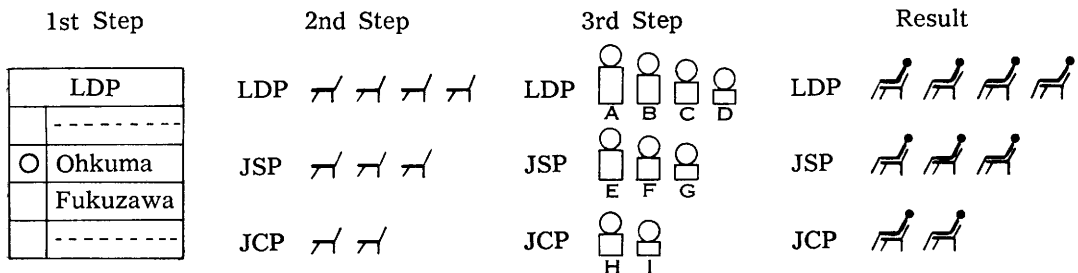 1st Step 2nd Step 3rd Step Result
LDP
Ohkuma
Fukuzawa
LDP
JSP
JCP
LDP
A B C D
JSP
E F G
JCP
H I
LDP
JSP
JCP